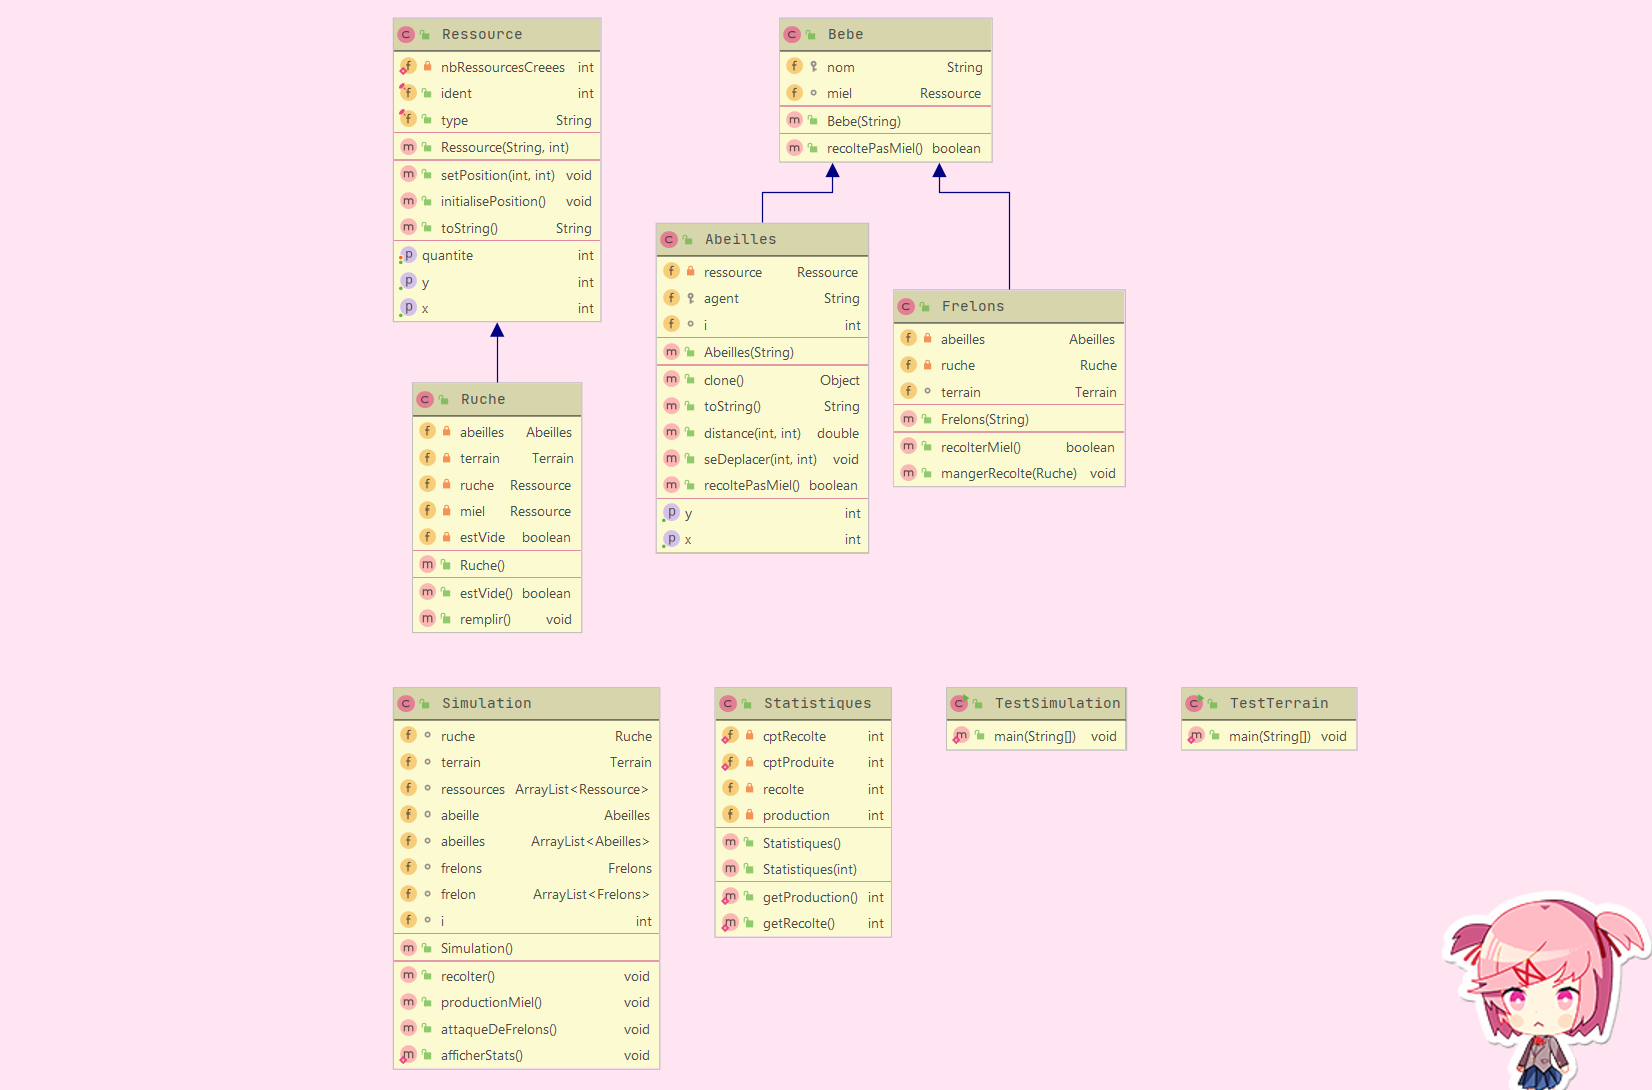 Ressource
nbRessourcesCreees int
ident int
type String
Ressource(String, int)
setPosition(int, int) void
initialisePosition() void
toString() String
quantite int
y int
x int
Bebe
nom String
miel Ressource
Bebe(String)
recoltePasMiel() boolean
Abeilles
ressource Ressource
agent String
i int
Abeilles(String)
clone() Object
toString() String
distance(int, int) double
seDeplacer(int, int) void
recoltePasMiel() boolean
y int
x int
Frelons
abeilles Abeilles
ruche Ruche
terrain Terrain
Frelons(String)
recolterMiel() boolean
mangerRecolte(Ruche) void
Ruche
abeilles Abeilles
terrain Terrain
ruche Ressource
miel Ressource
estVide boolean
Ruche()
estVide() boolean
remplir() void
Simulation
ruche Ruche
terrain Terrain
ressources ArrayList<Ressource>
abeille Abeilles
abeilles ArrayList<Abeilles>
frelons Frelons
frelon ArrayList<Frelons>
i int
Simulation()
recolter() void
productionMiel() void
attaqueDeFrelons() void
afficherStats() void
Statistiques
cptRecolte int
cptProduite int
recolte int
production int
Statistiques()
Statistiques(int)
getProduction() int
getRecolte() int
TestSimulation
main(String[]) void
TestTerrain
main(String[]) void